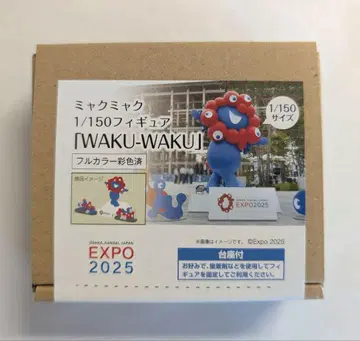 ミャクミャク
1/150フィギュア
「WAKU-WAKU」
フルカラー彩色済
1/150
サイズ
商品イメージ
EXPO2025
OSAKA, KANSAI, JAPAN
EXPO
2025
※画像はイメージです。 ©Expo 2025
台座付
お好みで、接着剤などを使用してフィ
ギュアを固定してご利用ください。